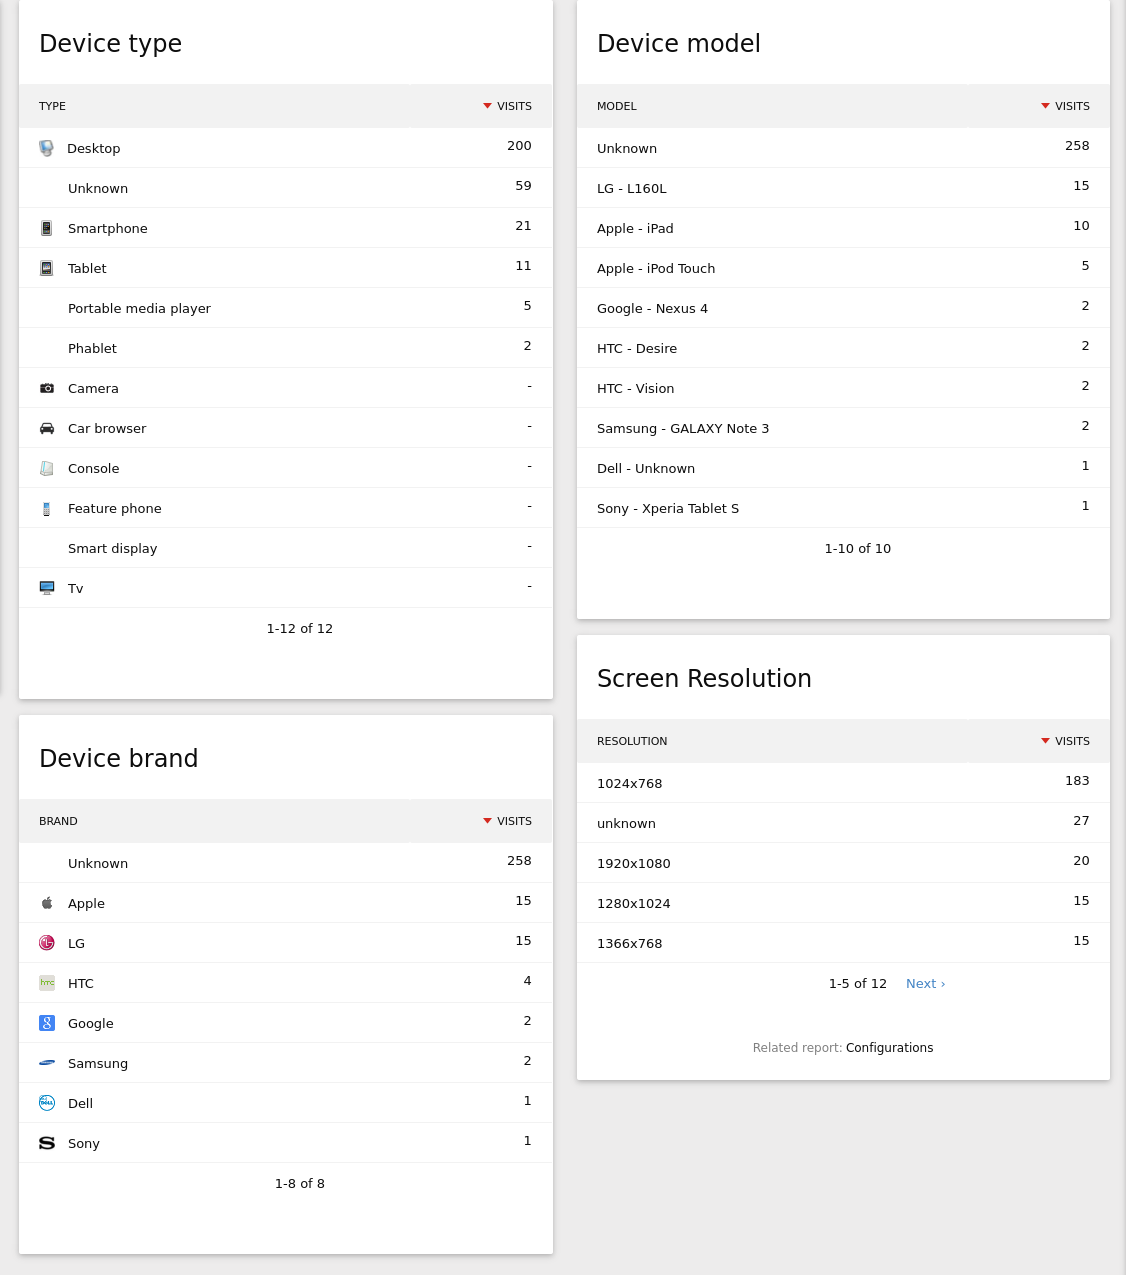 Device type
TYPE VISITS
Desktop 200
Unknown 59
Smartphone 21
Tablet 11
Portable media player 5
Phablet 2
Camera -
Car browser -
Console -
Feature phone -
Smart display -
Tv -
1-12 of 12
Device brand
BRAND VISITS
Unknown 258
Apple 15
LG 15
hTC HTC 4
Google 2
Samsung 2
DELL Dell 1
Sony 1
1-8 of 8
Device model
MODEL VISITS
Unknown 258
LG - L160L 15
Apple - iPad 10
Apple - iPod Touch 5
Google - Nexus 4 2
HTC - Desire 2
HTC - Vision 2
Samsung - GALAXY Note 3 2
Dell - Unknown 1
Sony - Xperia Tablet S 1
1-10 of 10
Screen Resolution
RESOLUTION VISITS
1024x768 183
unknown 27
1920x1080 20
1280x1024 15
1366x768 15
1-5 of 12 Next ›
Related report: Configurations